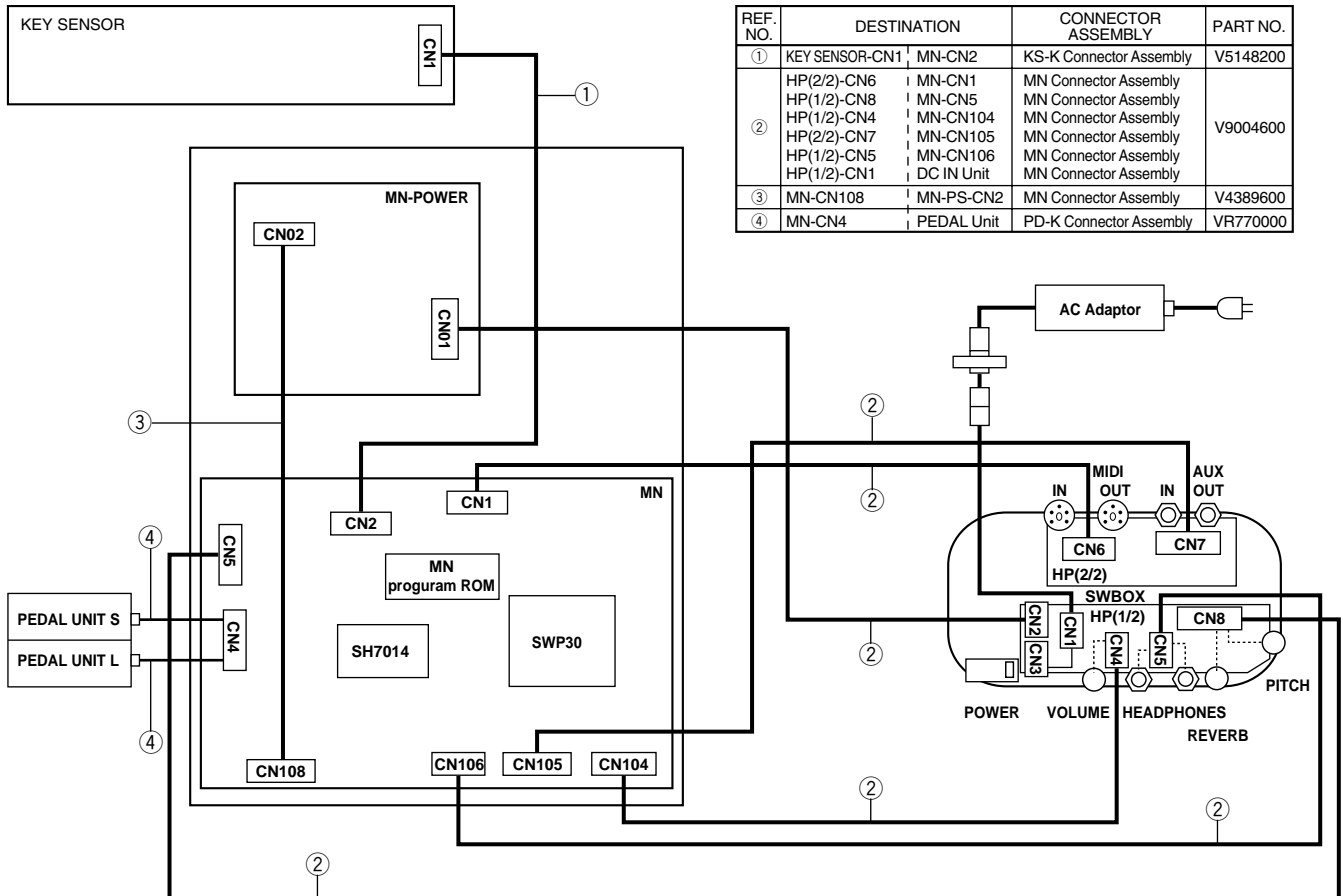 KEY SENSOR
CN1
①
REF. NO. DESTINATION CONNECTOR ASSEMBLY PART NO.
① KEY SENSOR-CN1 MN-CN2 KS-K Connector Assembly V5148200
② HP(2/2)-CN6 MN-CN1 MN Connector Assembly V9004600
HP(1/2)-CN8 MN-CN5 MN Connector Assembly
HP(1/2)-CN4 MN-CN104 MN Connector Assembly
HP(2/2)-CN7 MN-CN105 MN Connector Assembly
HP(1/2)-CN5 MN-CN106 MN Connector Assembly
HP(1/2)-CN1 DC IN Unit MN Connector Assembly
③ MN-CN108 MN-PS-CN2 MN Connector Assembly V4389600
④ MN-CN4 PEDAL Unit PD-K Connector Assembly VR770000
MN-POWER
CN02
CN01
AC Adaptor
③
②
②
MN
CN1
CN2
CN5
④
MN
proguram ROM
PEDAL UNIT S
PEDAL UNIT L
CN4
④
SH7014
SWP30
CN108
CN106
CN105
CN104
MIDI
IN OUT
AUX
IN OUT
CN6
CN7
HP(2/2)
SWBOX
HP(1/2)
CN2
CN3
CN1
CN4
CN5
CN8
②
PITCH
POWER
VOLUME
HEADPHONES
REVERB
②
②
②